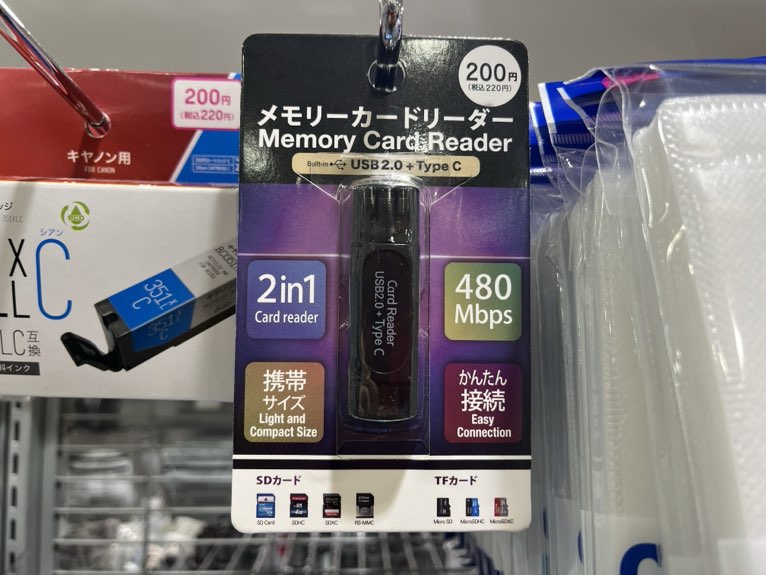 200円
(税込220円)
メモリーカードリーダー
Memory Card Reader
Built-in USB2.0 + Type C
Card Reader
USB2.0 + Type C
2in1
Card reader
480
Mbps
携帯
サイズ
Light and
Compact Size
かんたん
接続
Easy
Connection
SDカード
SD Card
SDHC
SDXC
RS-MMC
TFカード
Micro SD
MicroSDHC
MicroSDXC
200円
(税込220円)
キヤノン用
FOR CANON
ECO
シアン
C
351XL
C
351XL
LC互換